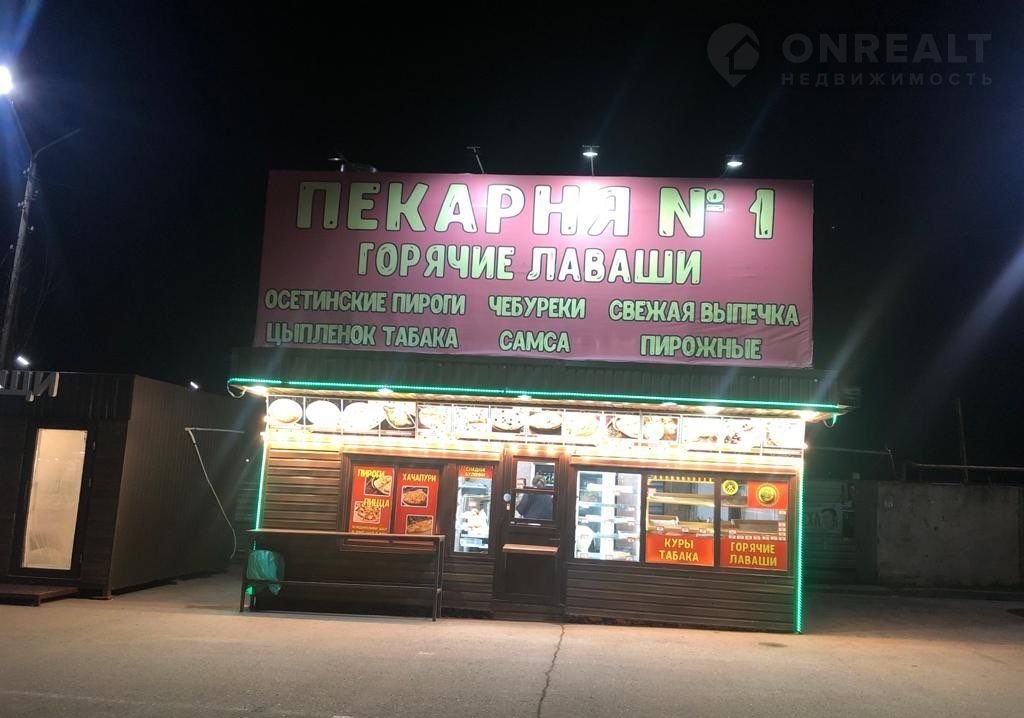 ONREALT
НЕДВИЖИМОСТЬ
ПЕКАРНЯ № 1
ГОРЯЧИЕ ЛАВАШИ
ОСЕТИНСКИЕ ПИРОГИ ЧЕБУРЕКИ СВЕЖАЯ ВЫПЕЧКА
ЦЫПЛЕНОК ТАБАКА САМСА ПИРОЖНЫЕ
ПИРОГИ
ПИЦЦА
ХАЧАПУРИ
КУРЫ
ТАБАКА
ГОРЯЧИЕ
ЛАВАШИ